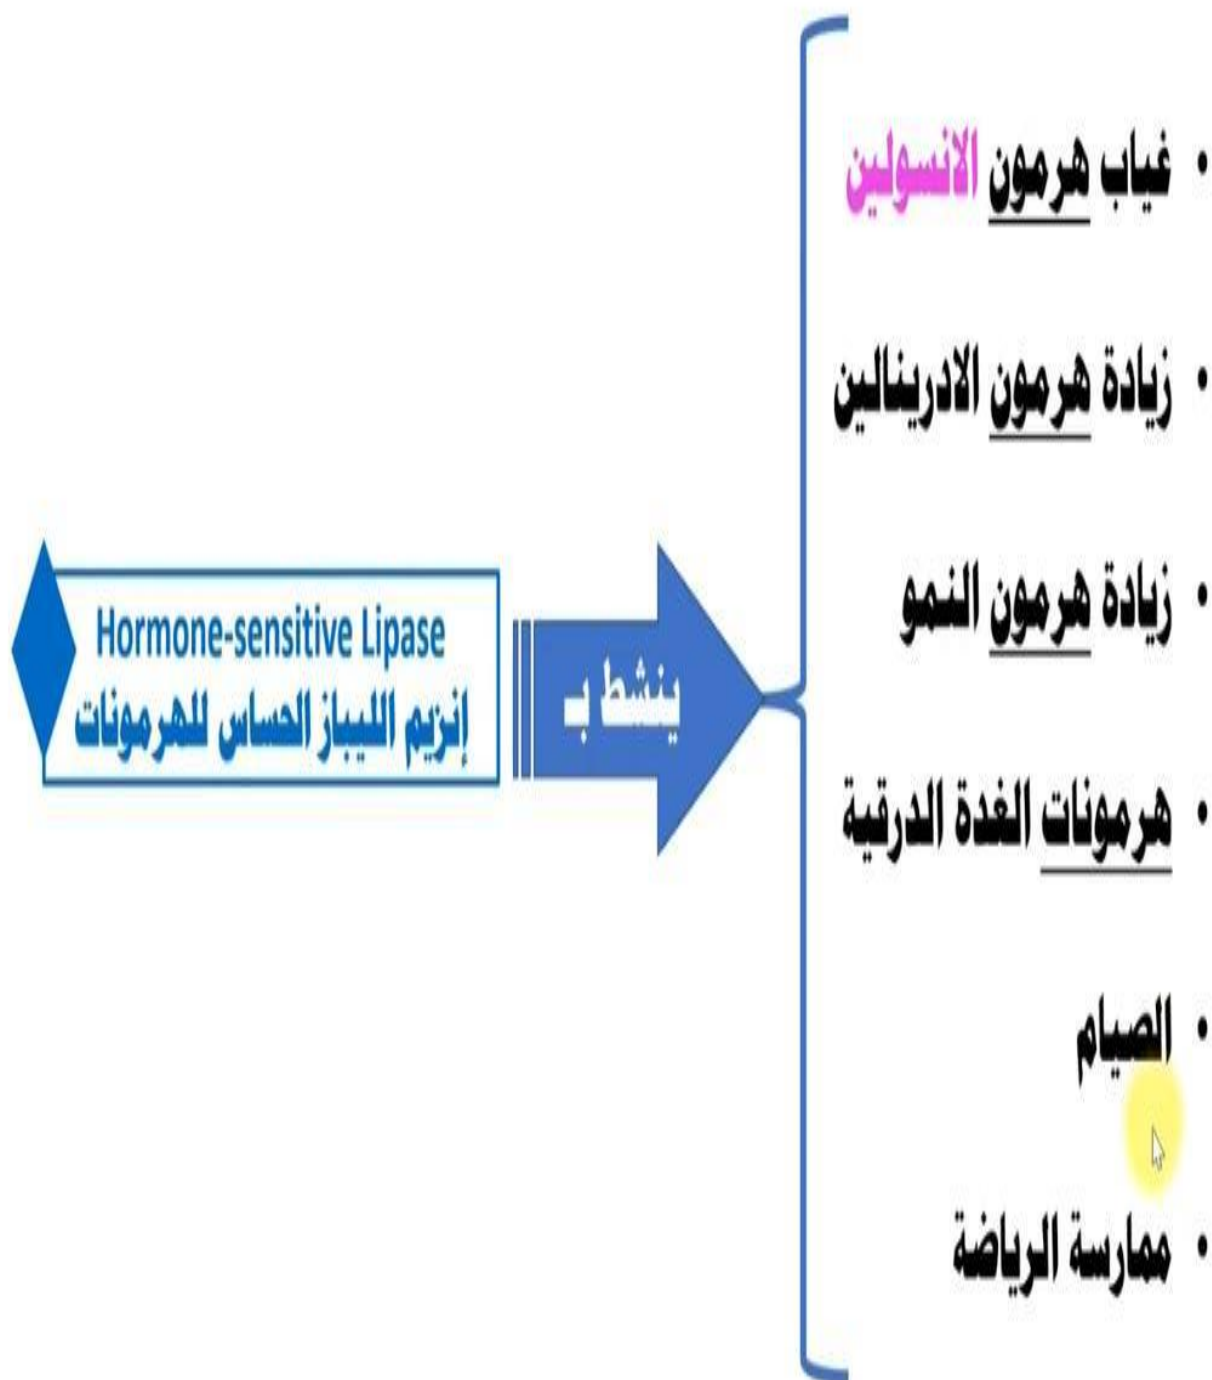 Hormone-sensitive Lipase
إنزيم الليباز الحساس للهرمونات
ينشط بـ
• غياب هرمون الانسولين
• زيادة هرمون الادرينالين
• زيادة هرمون النمو
• هرمونات الغدة الدرقية
• الصيام
• ممارسة الرياضة